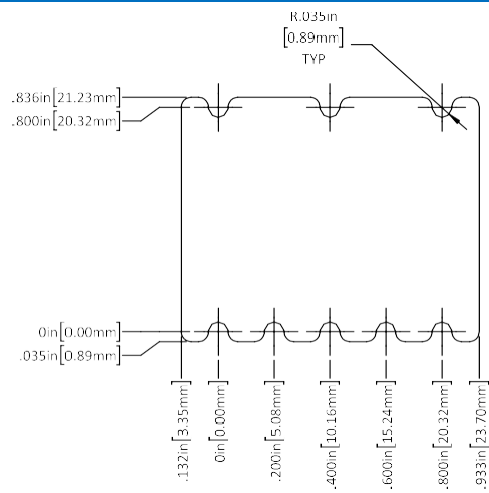 R.035in
[0.89mm]
TYP
.836in[21.23mm]
.800in[20.32mm]
0in[0.00mm]
.035in[0.89mm]
.132in[3.35mm]
0in[0.00mm]
.200in[5.08mm]
.400in[10.16mm]
.600in[15.24mm]
.800in[20.32mm]
.933in[23.70mm]